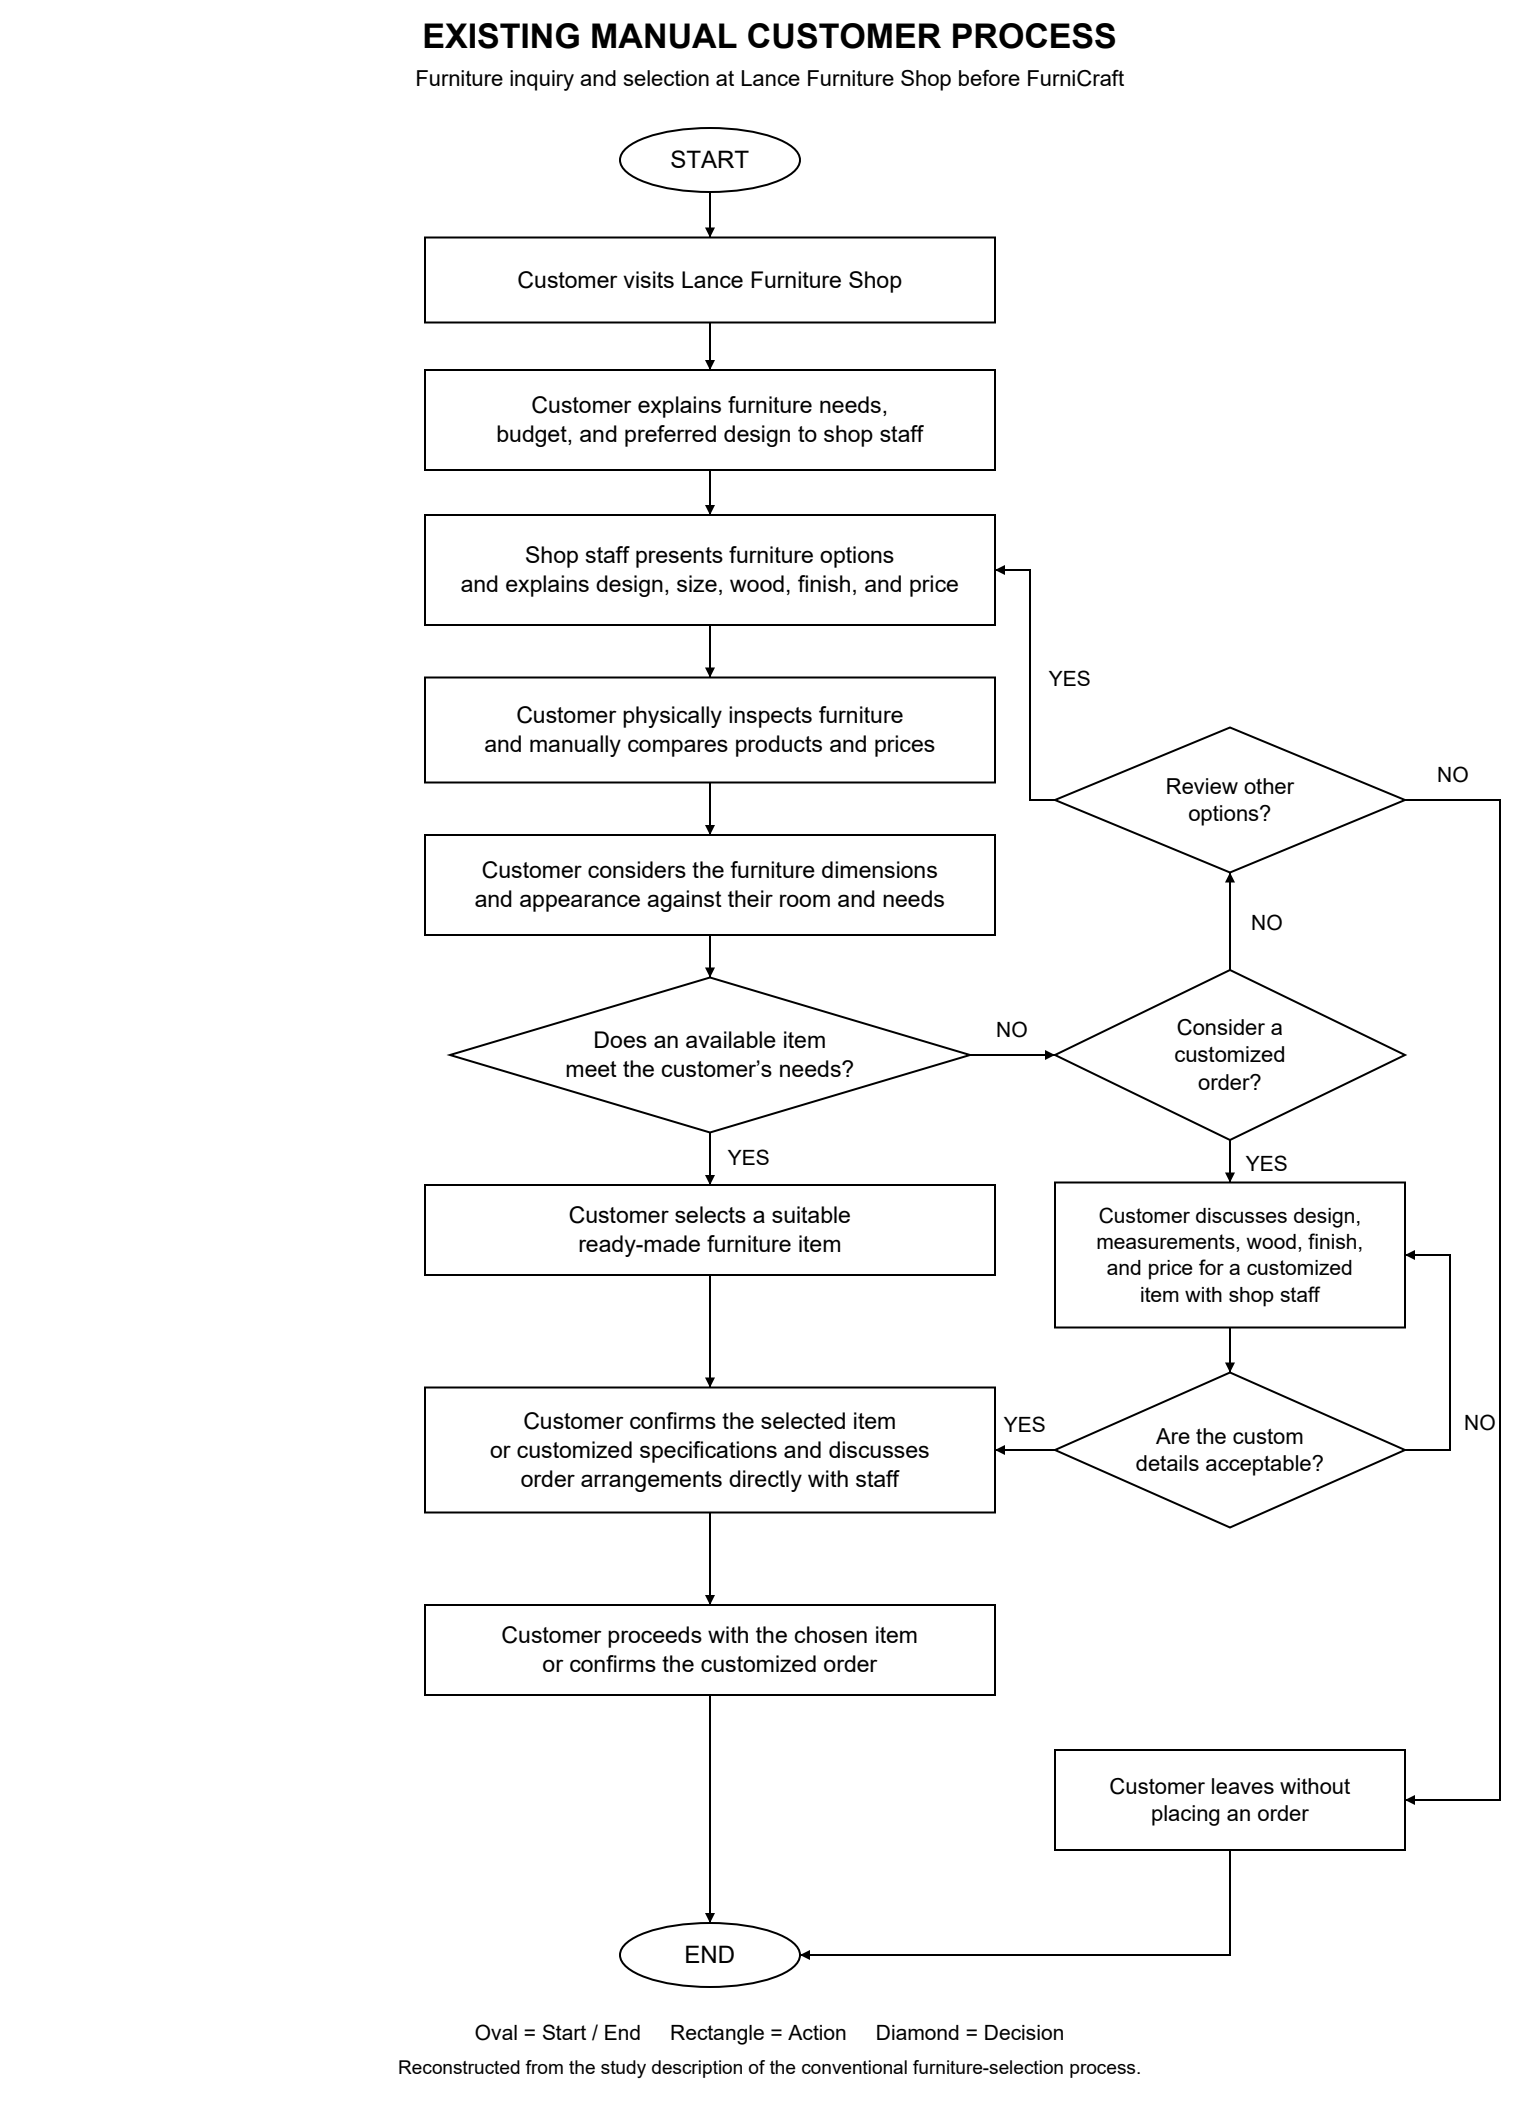 EXISTING MANUAL CUSTOMER PROCESS
Furniture inquiry and selection at Lance Furniture Shop before FurniCraft
START
Customer visits Lance Furniture Shop
Customer explains furniture needs,
budget, and preferred design to shop staff
Shop staff presents furniture options
and explains design, size, wood, finish, and price
YES
Customer physically inspects furniture
and manually compares products and prices
Review other
options?
NO
Customer considers the furniture dimensions
and appearance against their room and needs
NO
Does an available item
meet the customer’s needs?
NO
Consider a
customized
order?
YES
YES
Customer selects a suitable
ready-made furniture item
Customer discusses design,
measurements, wood, finish,
and price for a customized
item with shop staff
Customer confirms the selected item
or customized specifications and discusses
order arrangements directly with staff
YES
Are the custom
details acceptable?
NO
Customer proceeds with the chosen item
or confirms the customized order
Customer leaves without
placing an order
END
Oval = Start / End Rectangle = Action Diamond = Decision
Reconstructed from the study description of the conventional furniture-selection process.